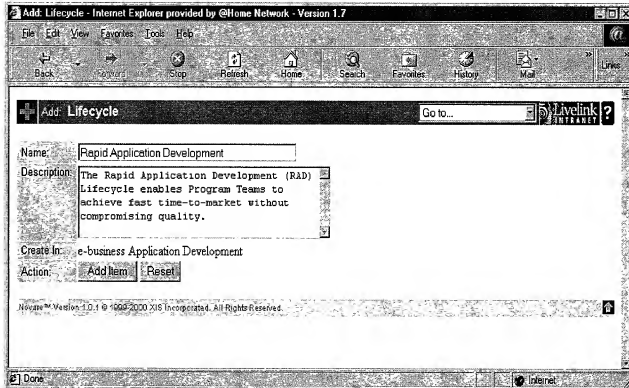 Add: Lifecycle - Internet Explorer provided by @Home Network - Version 1.7
File Edit View Favorites Tools Help
Back Forward Stop Refresh Home Search Favorites History Mail Links
Add: Lifecycle Go to... Livelink INTRANET ?
Name: Rapid Application Development
Description: The Rapid Application Development (RAD)
Lifecycle enables Program Teams to
achieve fast time-to-market without
compromising quality.
Create In: e-business Application Development
Action: Add Item Reset
Novare™ Version 1.0.1 © 1999-2000 XIS Incorporated. All Rights Reserved.
Done Internet